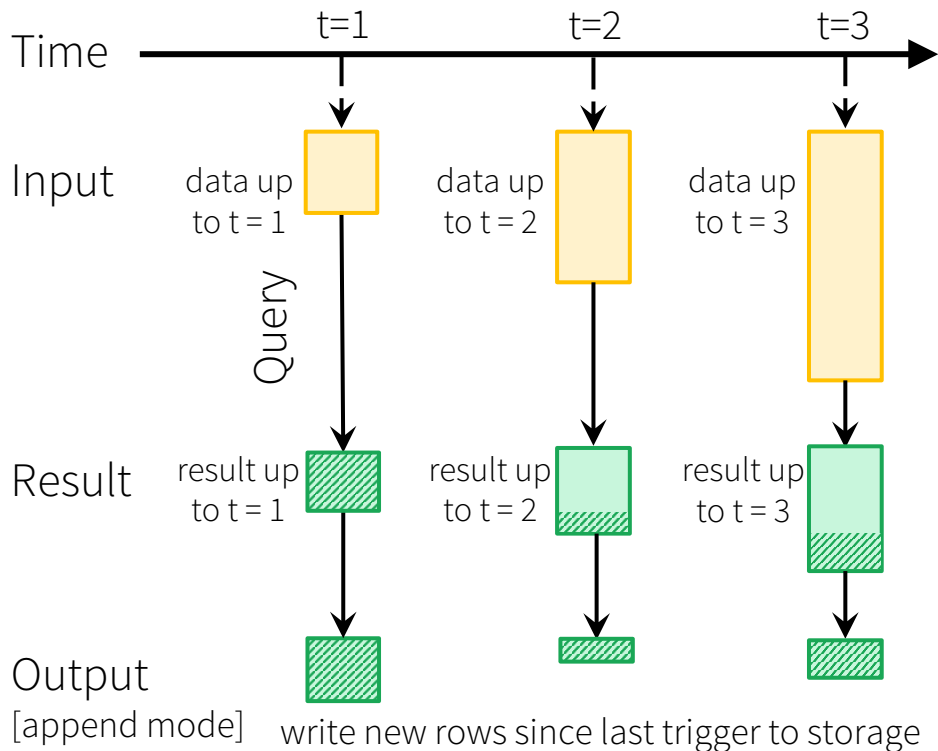 t=1 t=2 t=3
Time
Input
data up
to t = 1
data up
to t = 2
data up
to t = 3
Query
Result
result up
to t = 1
result up
to t = 2
result up
to t = 3
Output
[append mode]
write new rows since last trigger to storage